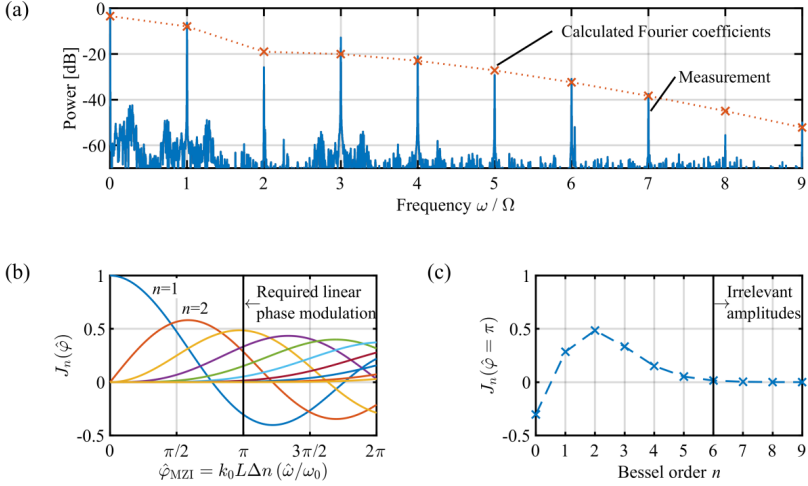 (a)
0
-20
-40
-60
Power [dB]
Calculated Fourier coefficients
Measurement
0 1 2 3 4 5 6 7 8 9
Frequency ω / Ω
(b)
1
0.5
0
-0.5
J_n(φ̂)
n=1
n=2
Required linear
←phase modulation
0 π/2 π 3π/2 2π
φ̂_MZI = k_0LΔn (ω̂/ω_0)
(c)
1
0.5
0
-0.5
J_n(φ̂ = π)
Irrelevant
→amplitudes
0 1 2 3 4 5 6 7 8 9
Bessel order n